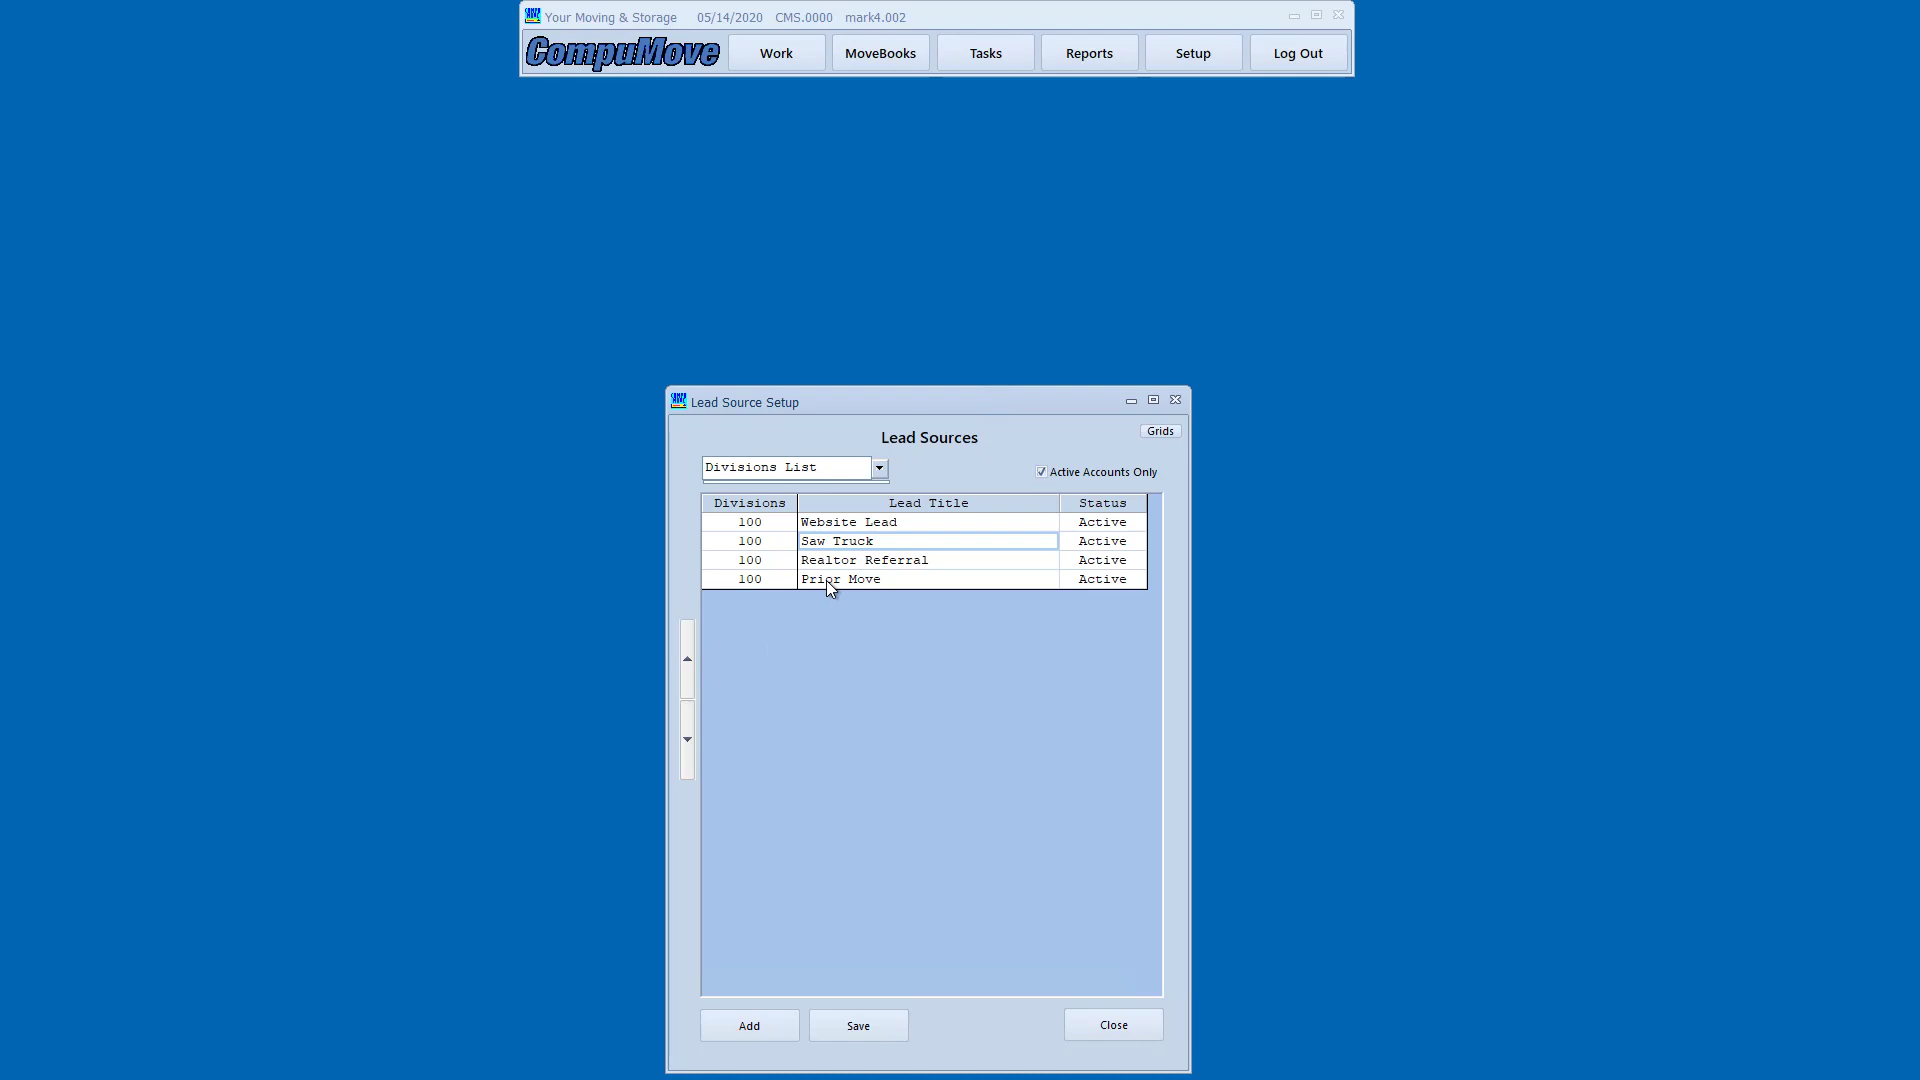 Your Moving & Storage 05/14/2020 CMS.0000 mark4.002
CompuMove Work MoveBooks Tasks Reports Setup Log Out
Lead Source Setup
Grids
Lead Sources
Divisions List Active Accounts Only
Divisions Lead Title Status
100 Website Lead Active
100 Saw Truck Active
100 Realtor Referral Active
100 Prior Move Active
Add Save Close